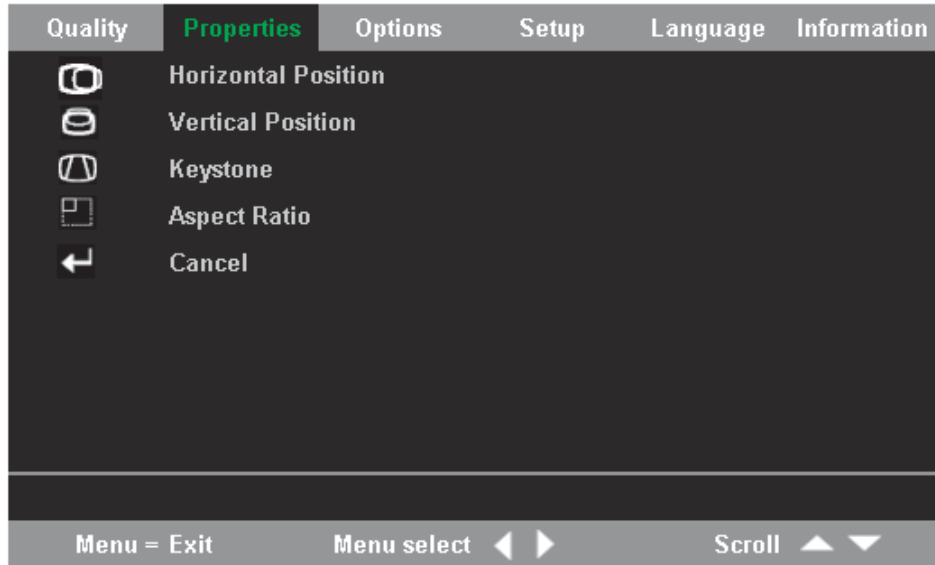 Quality Properties Options Setup Language Information
Horizontal Position
Vertical Position
Keystone
Aspect Ratio
Cancel
Menu = Exit Menu select Scroll